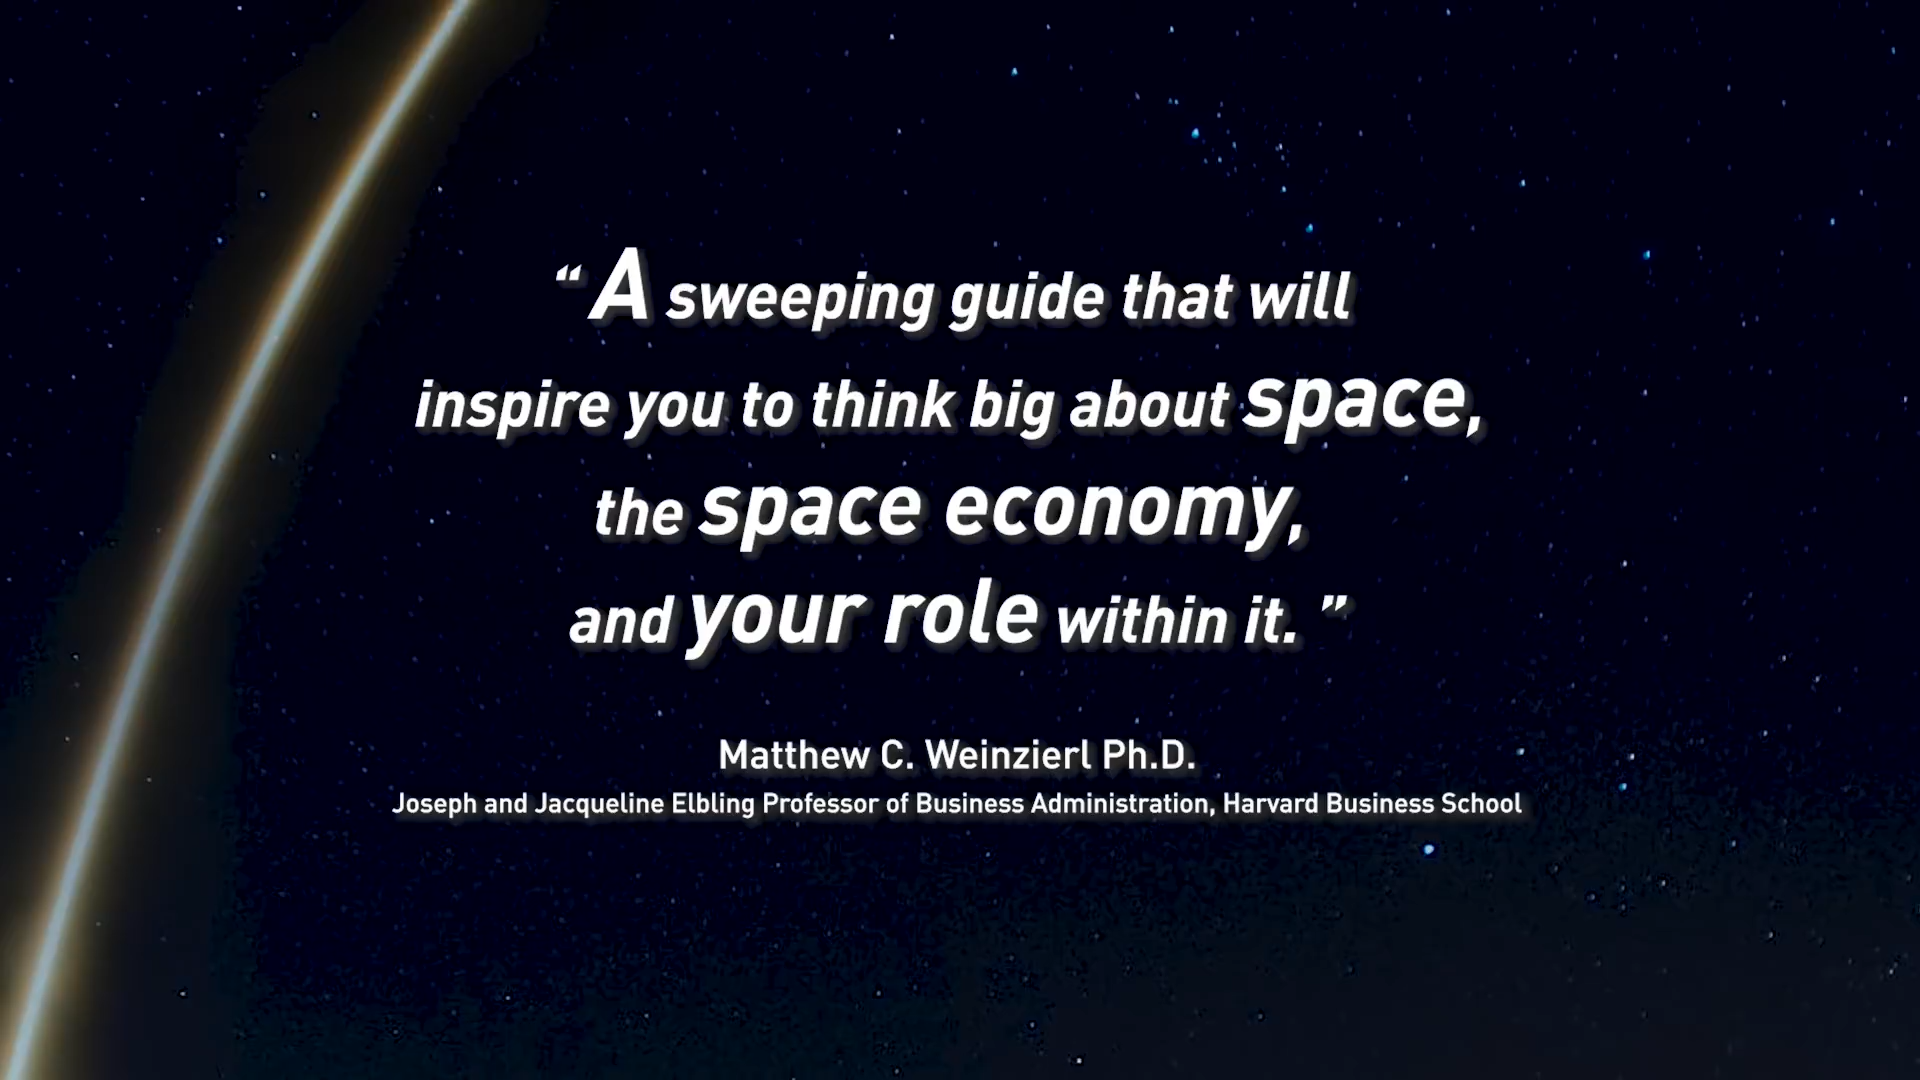 “ A sweeping guide that will
inspire you to think big about space,
the space economy,
and your role within it. ”
Matthew C. Weinzierl Ph.D.
Joseph and Jacqueline Elbling Professor of Business Administration, Harvard Business School